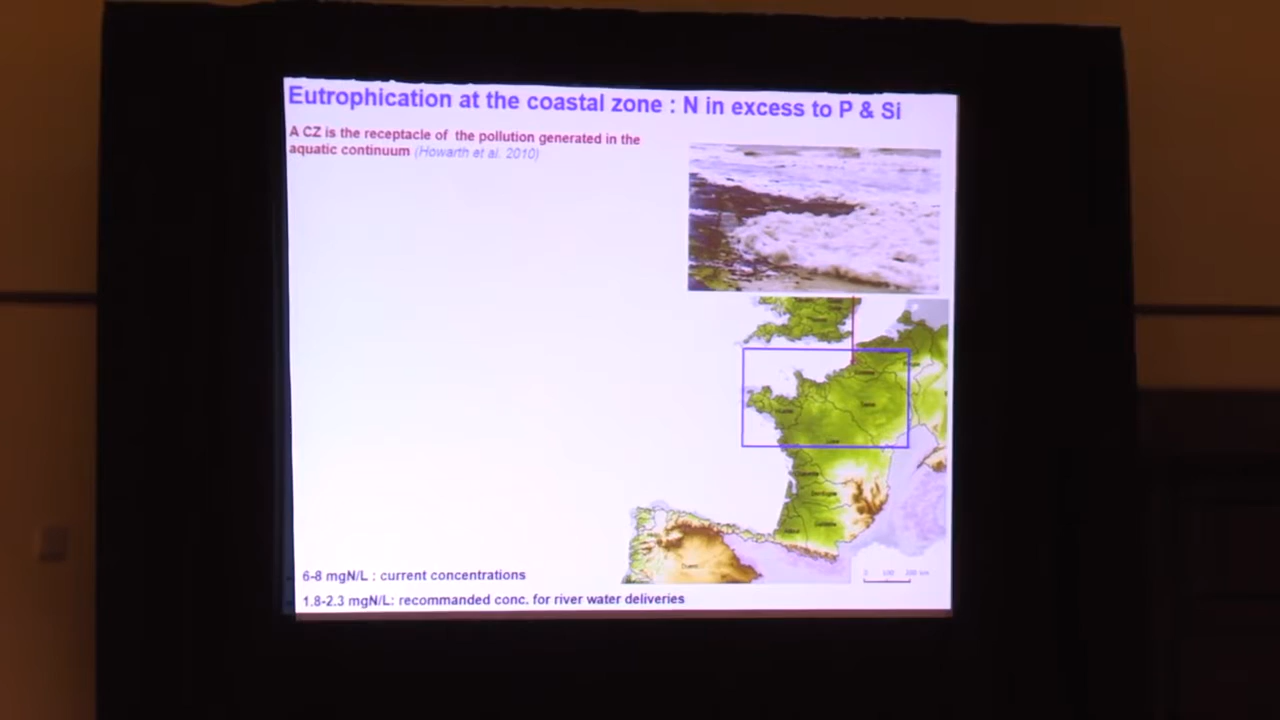 Eutrophication at the coastal zone : N in excess to P & Si
A CZ is the receptacle of the pollution generated in the
aquatic continuum (Howarth et al. 2010)
6-8 mgN/L : current concentrations
1.8-2.3 mgN/L: recommanded conc. for river water deliveries